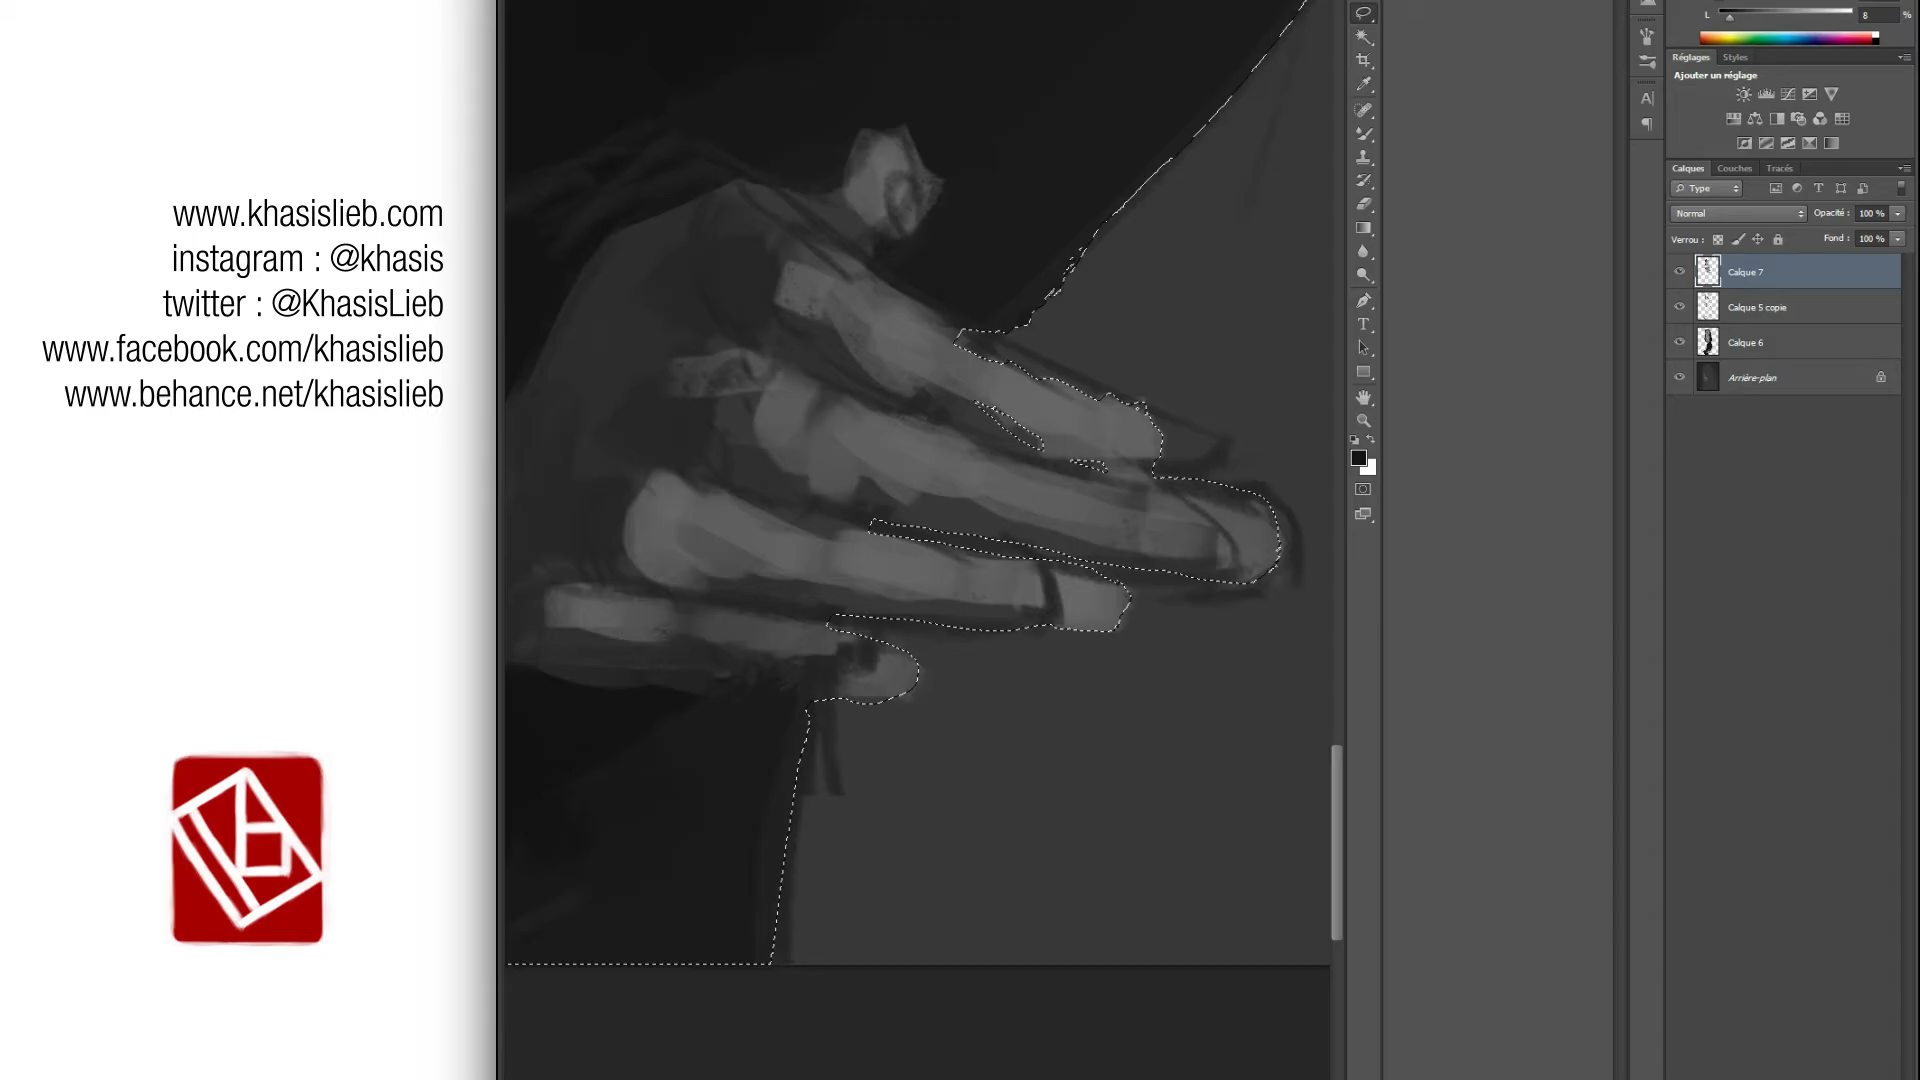 www.khasislieb.com
instagram : @khasis
twitter : @KhasisLieb
www.facebook.com/khasislieb
www.behance.net/khasislieb
L 8 %
Réglages Styles
Ajouter un réglage
Calques Couches Tracés
Type
Normal Opacité : 100 %
Verrou : Fond : 100 %
Calque 7
Calque 5 copie
Calque 6
Arrière-plan